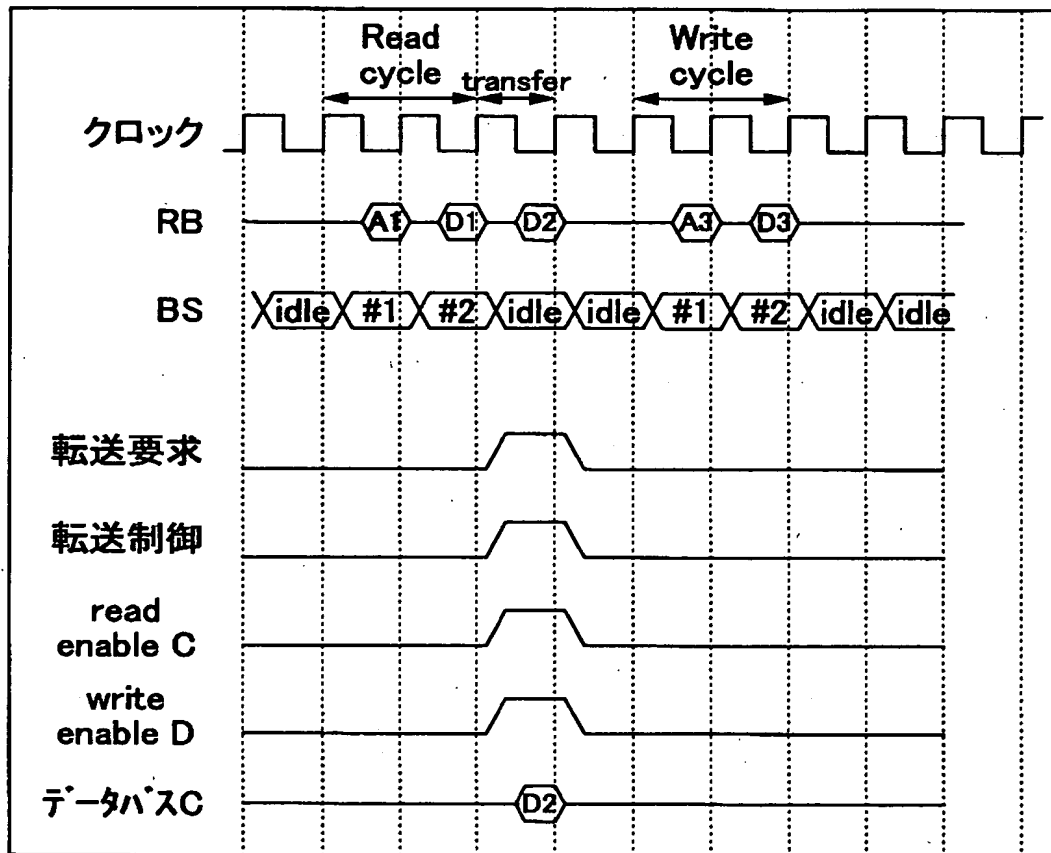 Read
cycle
transfer
Write
cycle
クロック
RB
A1
D1
D2
A3
D3
BS
idle
#1
#2
idle
idle
#1
#2
idle
idle
転送要求
転送制御
read
enable C
write
enable D
データバスC
D2